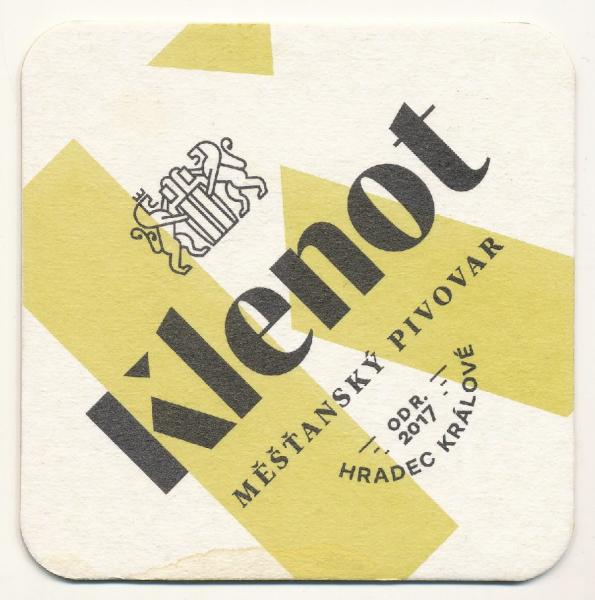 Klenot
MĚŠŤANSKÝ PIVOVAR
OD R.
2017
HRADEC KRÁLOVÉ